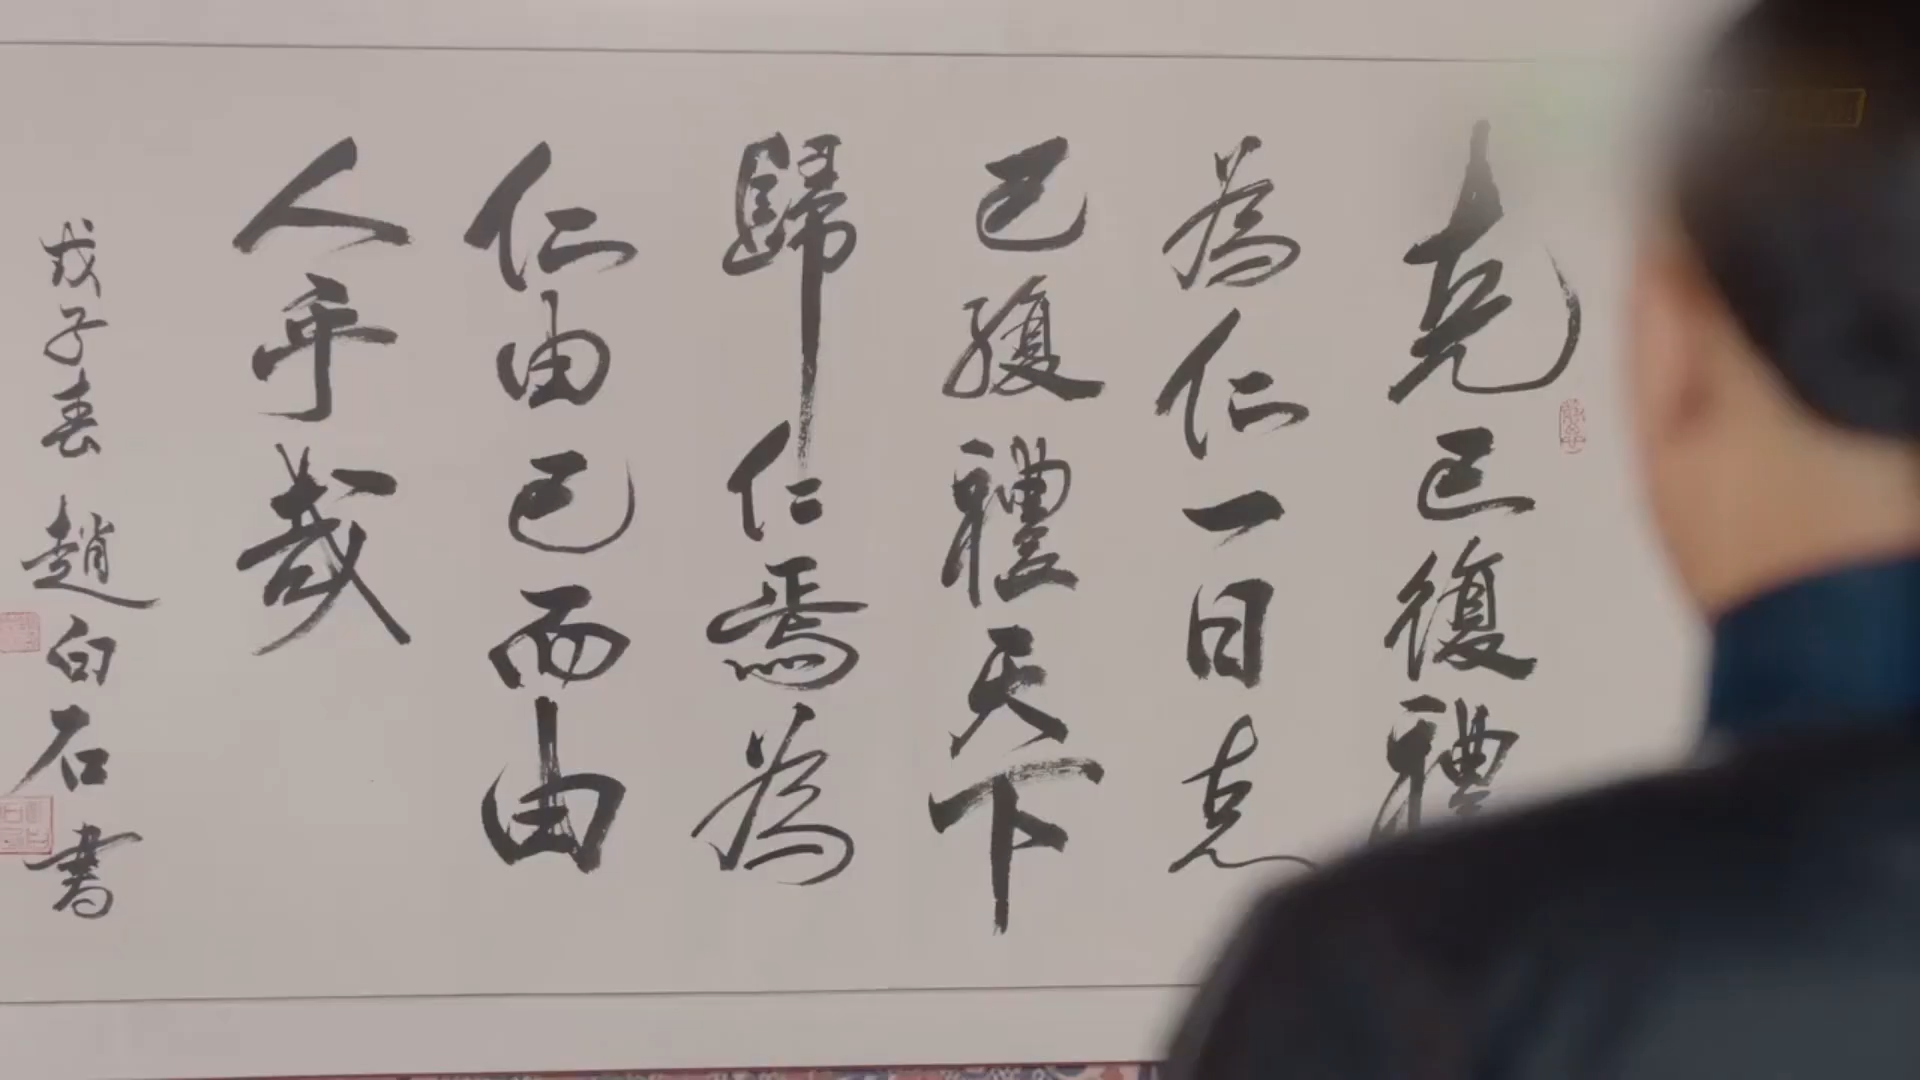 克己復禮
為仁一日克
己復禮天下
歸仁焉為
仁由己而由
人乎哉
戊子春 趙白石書